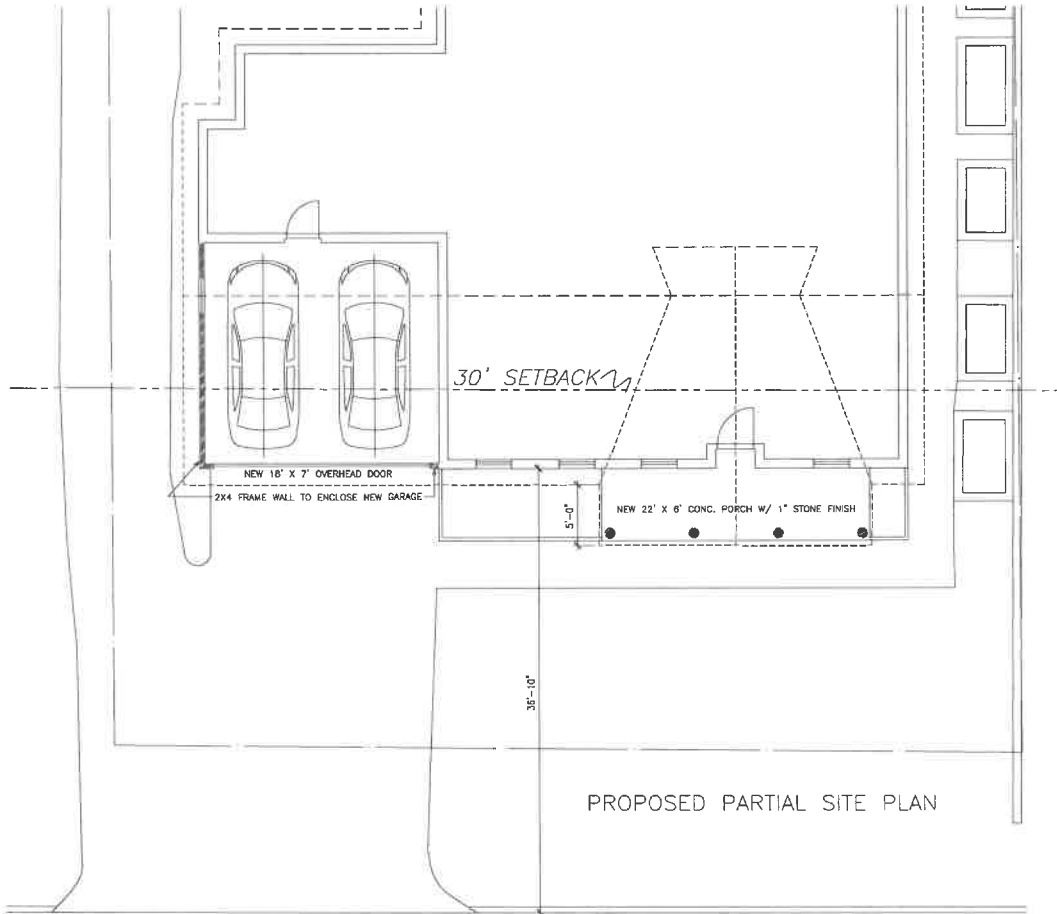 30' SETBACK
NEW 18' X 7' OVERHEAD DOOR
2X4 FRAME WALL TO ENCLOSE NEW GARAGE
5'-0"
NEW 22' X 6' CONC. PORCH W/ 1" STONE FINISH
36'-10"
PROPOSED PARTIAL SITE PLAN